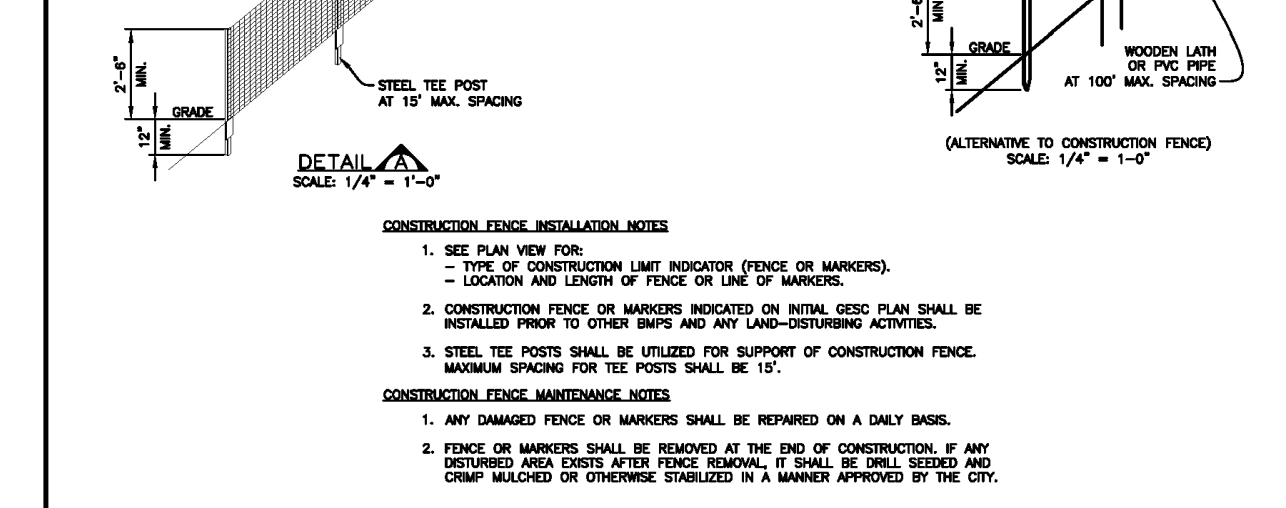 2'-6"
MIN.
GRADE
12"
MIN.
STEEL TEE POST
AT 15' MAX. SPACING
DETAIL A
SCALE: 1/4" = 1'-0"
2'-6
MIN.
GRADE
12"
MIN.
WOODEN LATH
OR PVC PIPE
AT 100' MAX. SPACING
(ALTERNATIVE TO CONSTRUCTION FENCE)
SCALE: 1/4" = 1-0"
CONSTRUCTION FENCE INSTALLATION NOTES
1. SEE PLAN VIEW FOR:
- TYPE OF CONSTRUCTION LIMIT INDICATOR (FENCE OR MARKERS).
- LOCATION AND LENGTH OF FENCE OR LINE OF MARKERS.
2. CONSTRUCTION FENCE OR MARKERS INDICATED ON INITIAL GESC PLAN SHALL BE
INSTALLED PRIOR TO OTHER BMPS AND ANY LAND-DISTURBING ACTIVITIES.
3. STEEL TEE POSTS SHALL BE UTILIZED FOR SUPPORT OF CONSTRUCTION FENCE.
MAXIMUM SPACING FOR TEE POSTS SHALL BE 15'.
CONSTRUCTION FENCE MAINTENANCE NOTES
1. ANY DAMAGED FENCE OR MARKERS SHALL BE REPAIRED ON A DAILY BASIS.
2. FENCE OR MARKERS SHALL BE REMOVED AT THE END OF CONSTRUCTION. IF ANY
DISTURBED AREA EXISTS AFTER FENCE REMOVAL, IT SHALL BE DRILL SEEDED AND
CRIMP MULCHED OR OTHERWISE STABILIZED IN A MANNER APPROVED BY THE CITY.